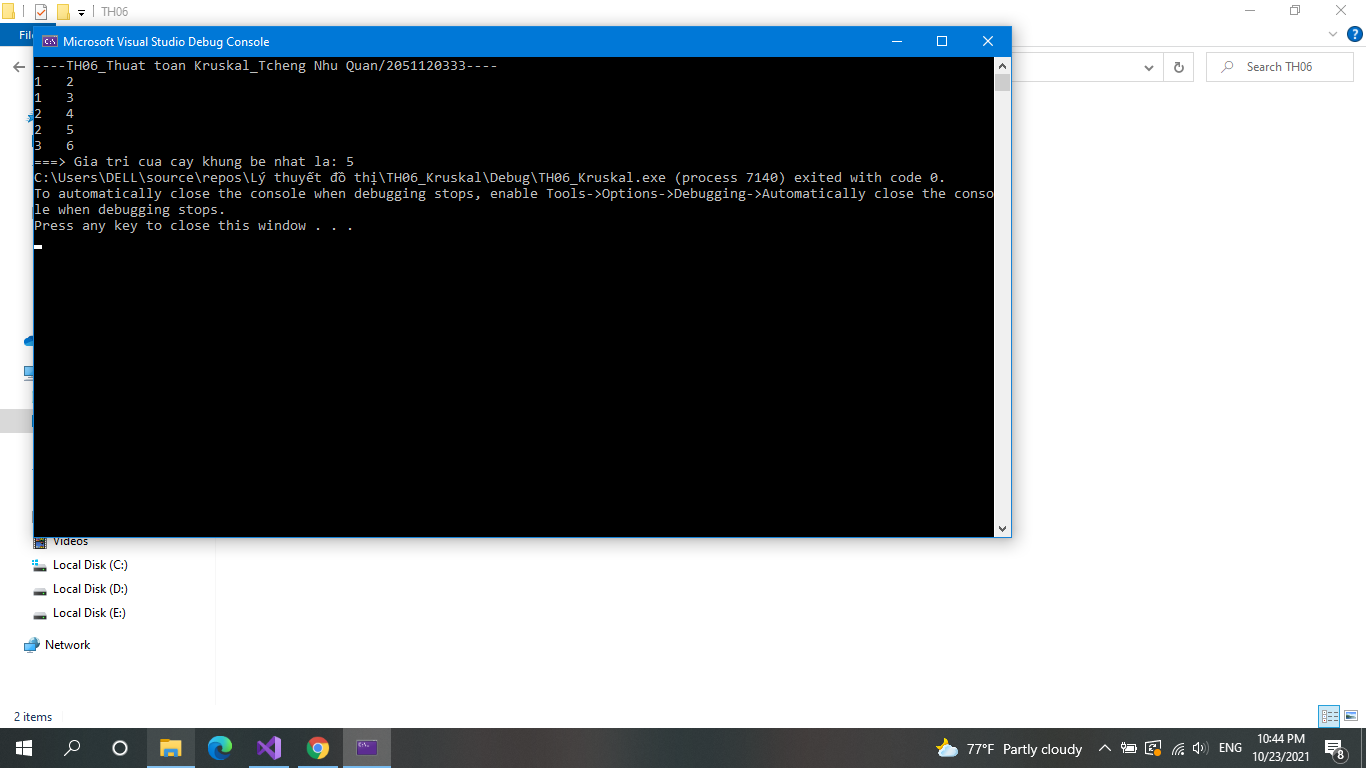 TH06
File
Microsoft Visual Studio Debug Console
Search TH06
----TH06_Thuat toan Kruskal_Tcheng Nhu Quan/2051120333----
1   2
1   3
2   4
2   5
3   6
===> Gia tri cua cay khung be nhat la: 5
C:\Users\DELL\source\repos\Lý thuyết đồ thị\TH06_Kruskal\Debug\TH06_Kruskal.exe (process 7140) exited with code 0.
To automatically close the console when debugging stops, enable Tools->Options->Debugging->Automatically close the conso
le when debugging stops.
Press any key to close this window . . .
Videos
Local Disk (C:)
Local Disk (D:)
Local Disk (E:)
Network
2 items
77°F Partly cloudy
ENG
10:44 PM
10/23/2021
8